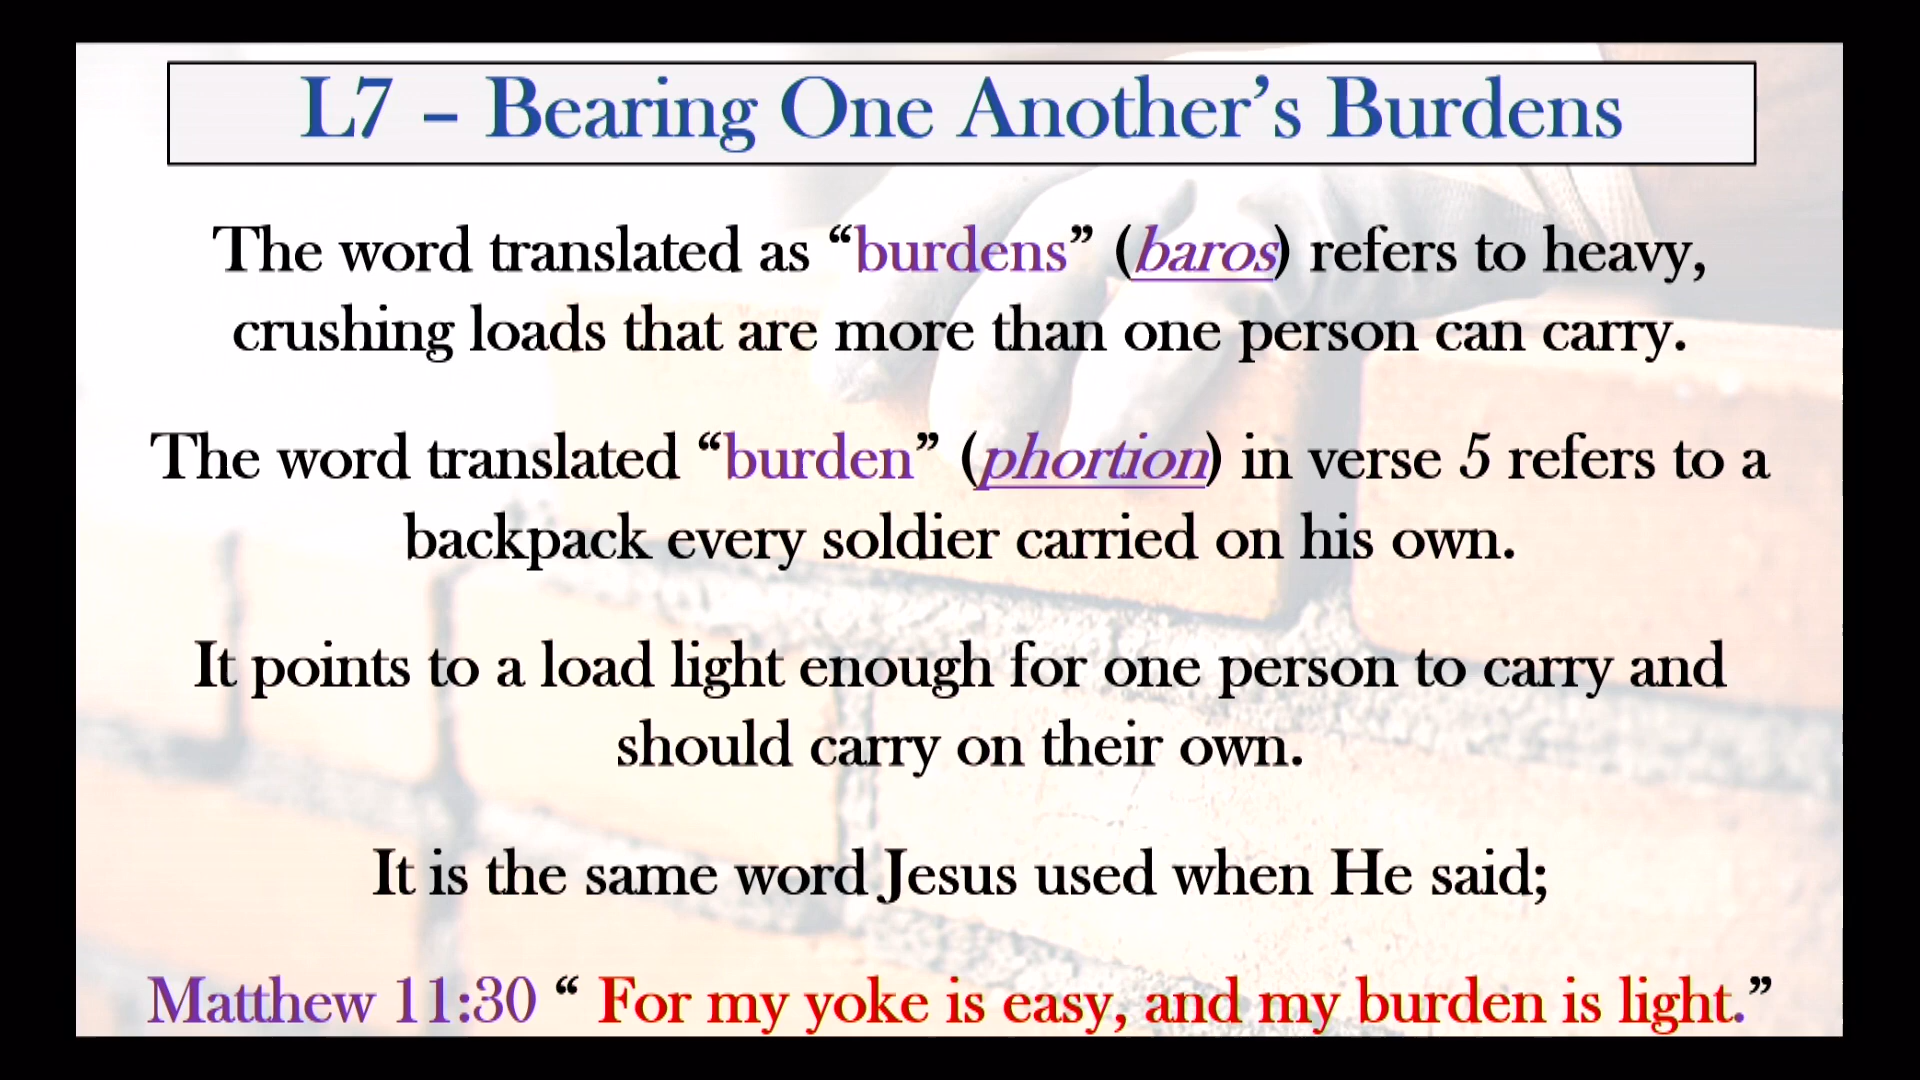 L7 – Bearing One Another’s Burdens
The word translated as “burdens” (baros) refers to heavy,
crushing loads that are more than one person can carry.
The word translated “burden” (phortion) in verse 5 refers to a
backpack every soldier carried on his own.
It points to a load light enough for one person to carry and
should carry on their own.
It is the same word Jesus used when He said;
Matthew 11:30 “ For my yoke is easy, and my burden is light.”